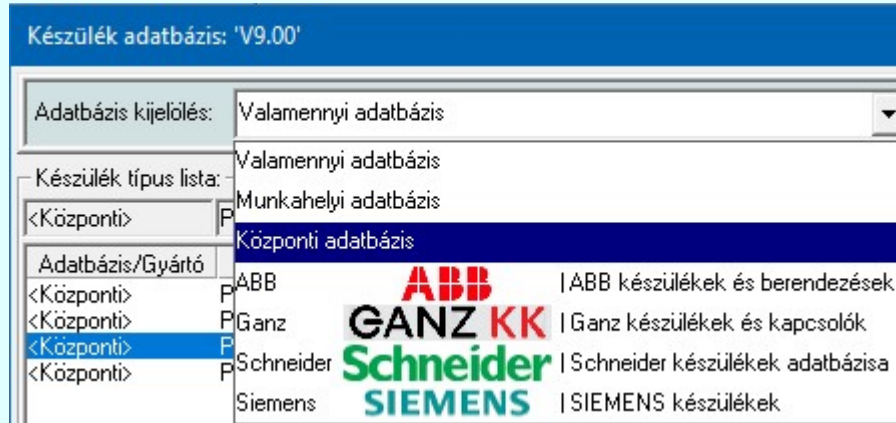 Készülék adatbázis: 'V9.00'
Adatbázis kijelölés: Valamennyi adatbázis
Valamennyi adatbázis
Készülék típus lista:
Munkahelyi adatbázis
<Központi> P
Központi adatbázis
Adatbázis/Gyártó
ABB ABB | ABB készülékek és berendezések
<Központi> P
<Központi> P
Ganz GANZ KK | Ganz készülékek és kapcsolók
<Központi> P
Schneider Schneider | Schneider készülékek adatbázisa
<Központi> P
Siemens SIEMENS | SIEMENS készülékek